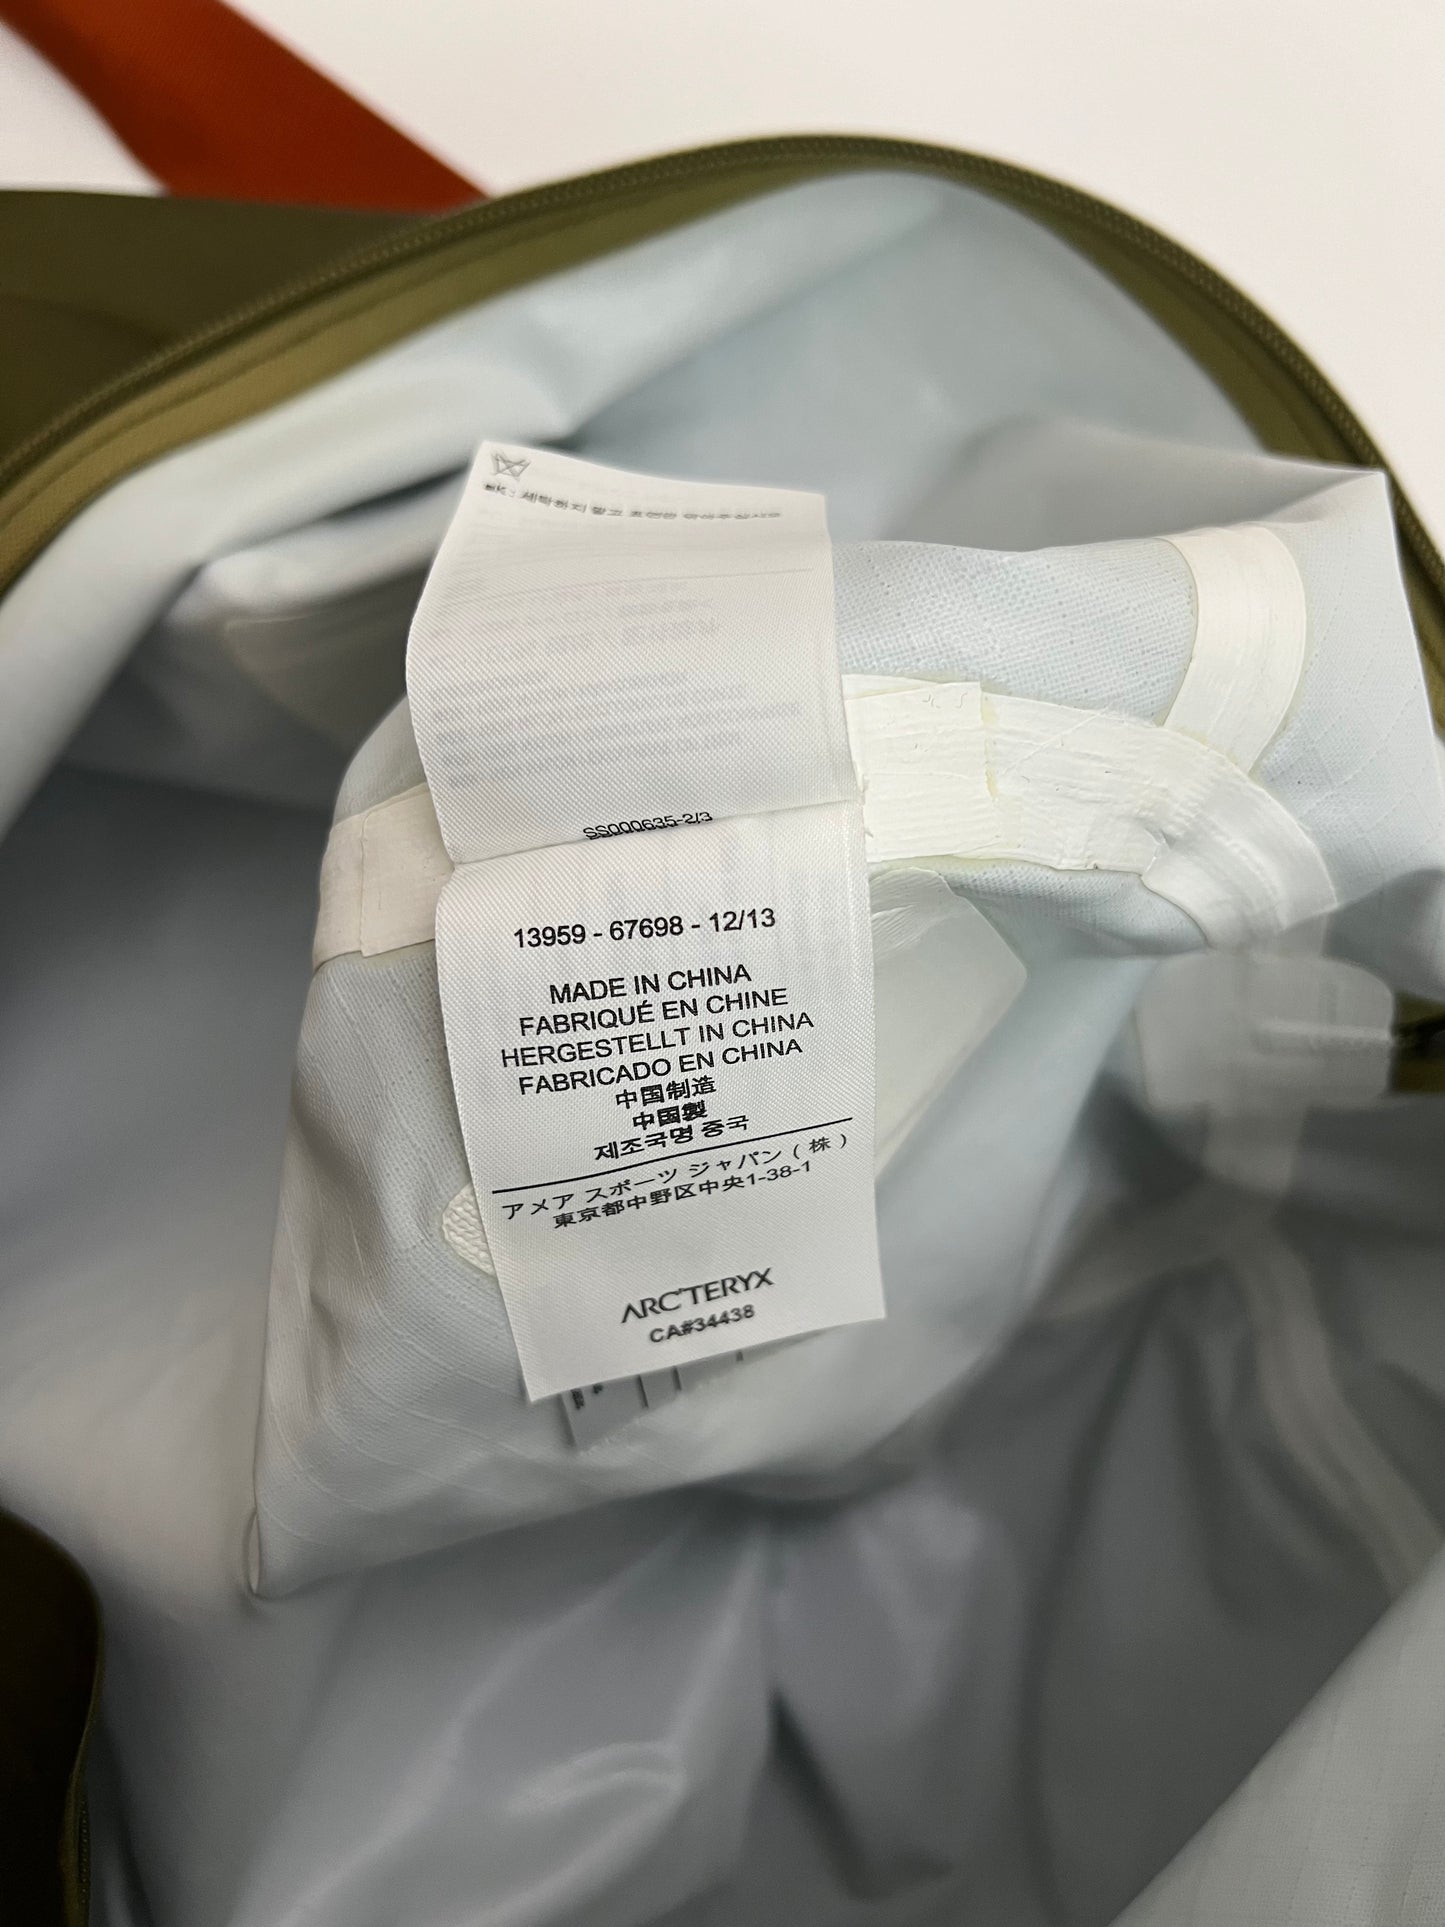 SS000635-2/3
13959 - 67698 - 12/13
MADE IN CHINA
FABRIQUÉ EN CHINE
HERGESTELLT IN CHINA
FABRICADO EN CHINA
中国制造
中国製
제조국명 중국
アメア スポーツ ジャパン ( 株 )
東京都中野区中央1-38-1
ARC'TERYX
CA#34438